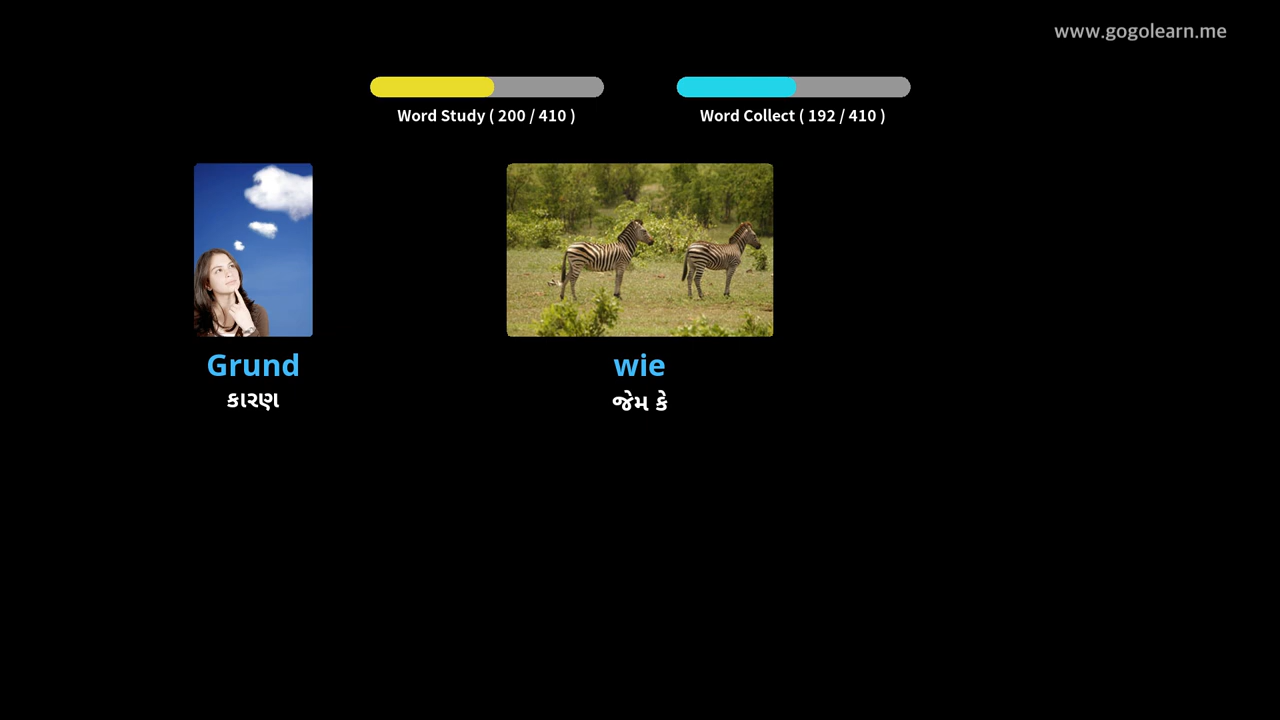 www.gogolearn.me
Word Study ( 200 / 410 )
Word Collect ( 192 / 410 )
Grund
કારણ
wie
જેમ કે